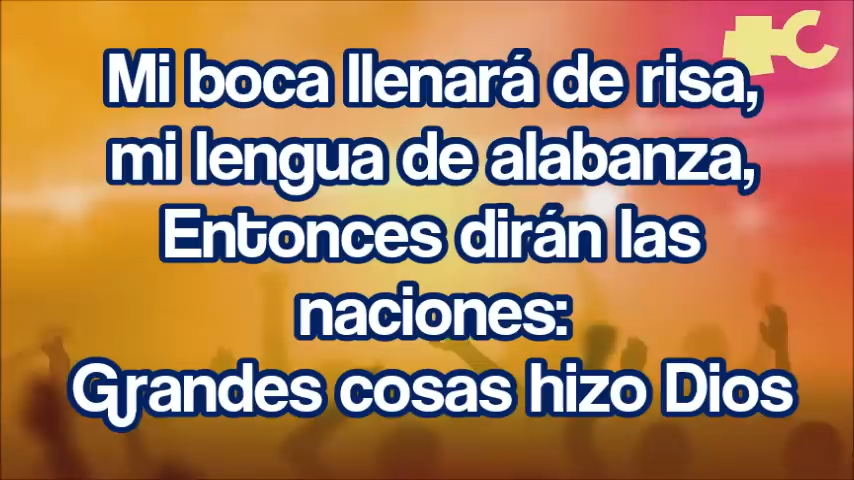 Mi boca llenará de risa,
mi lengua de alabanza,
Entonces dirán las
naciones:
Grandes cosas hizo Dios